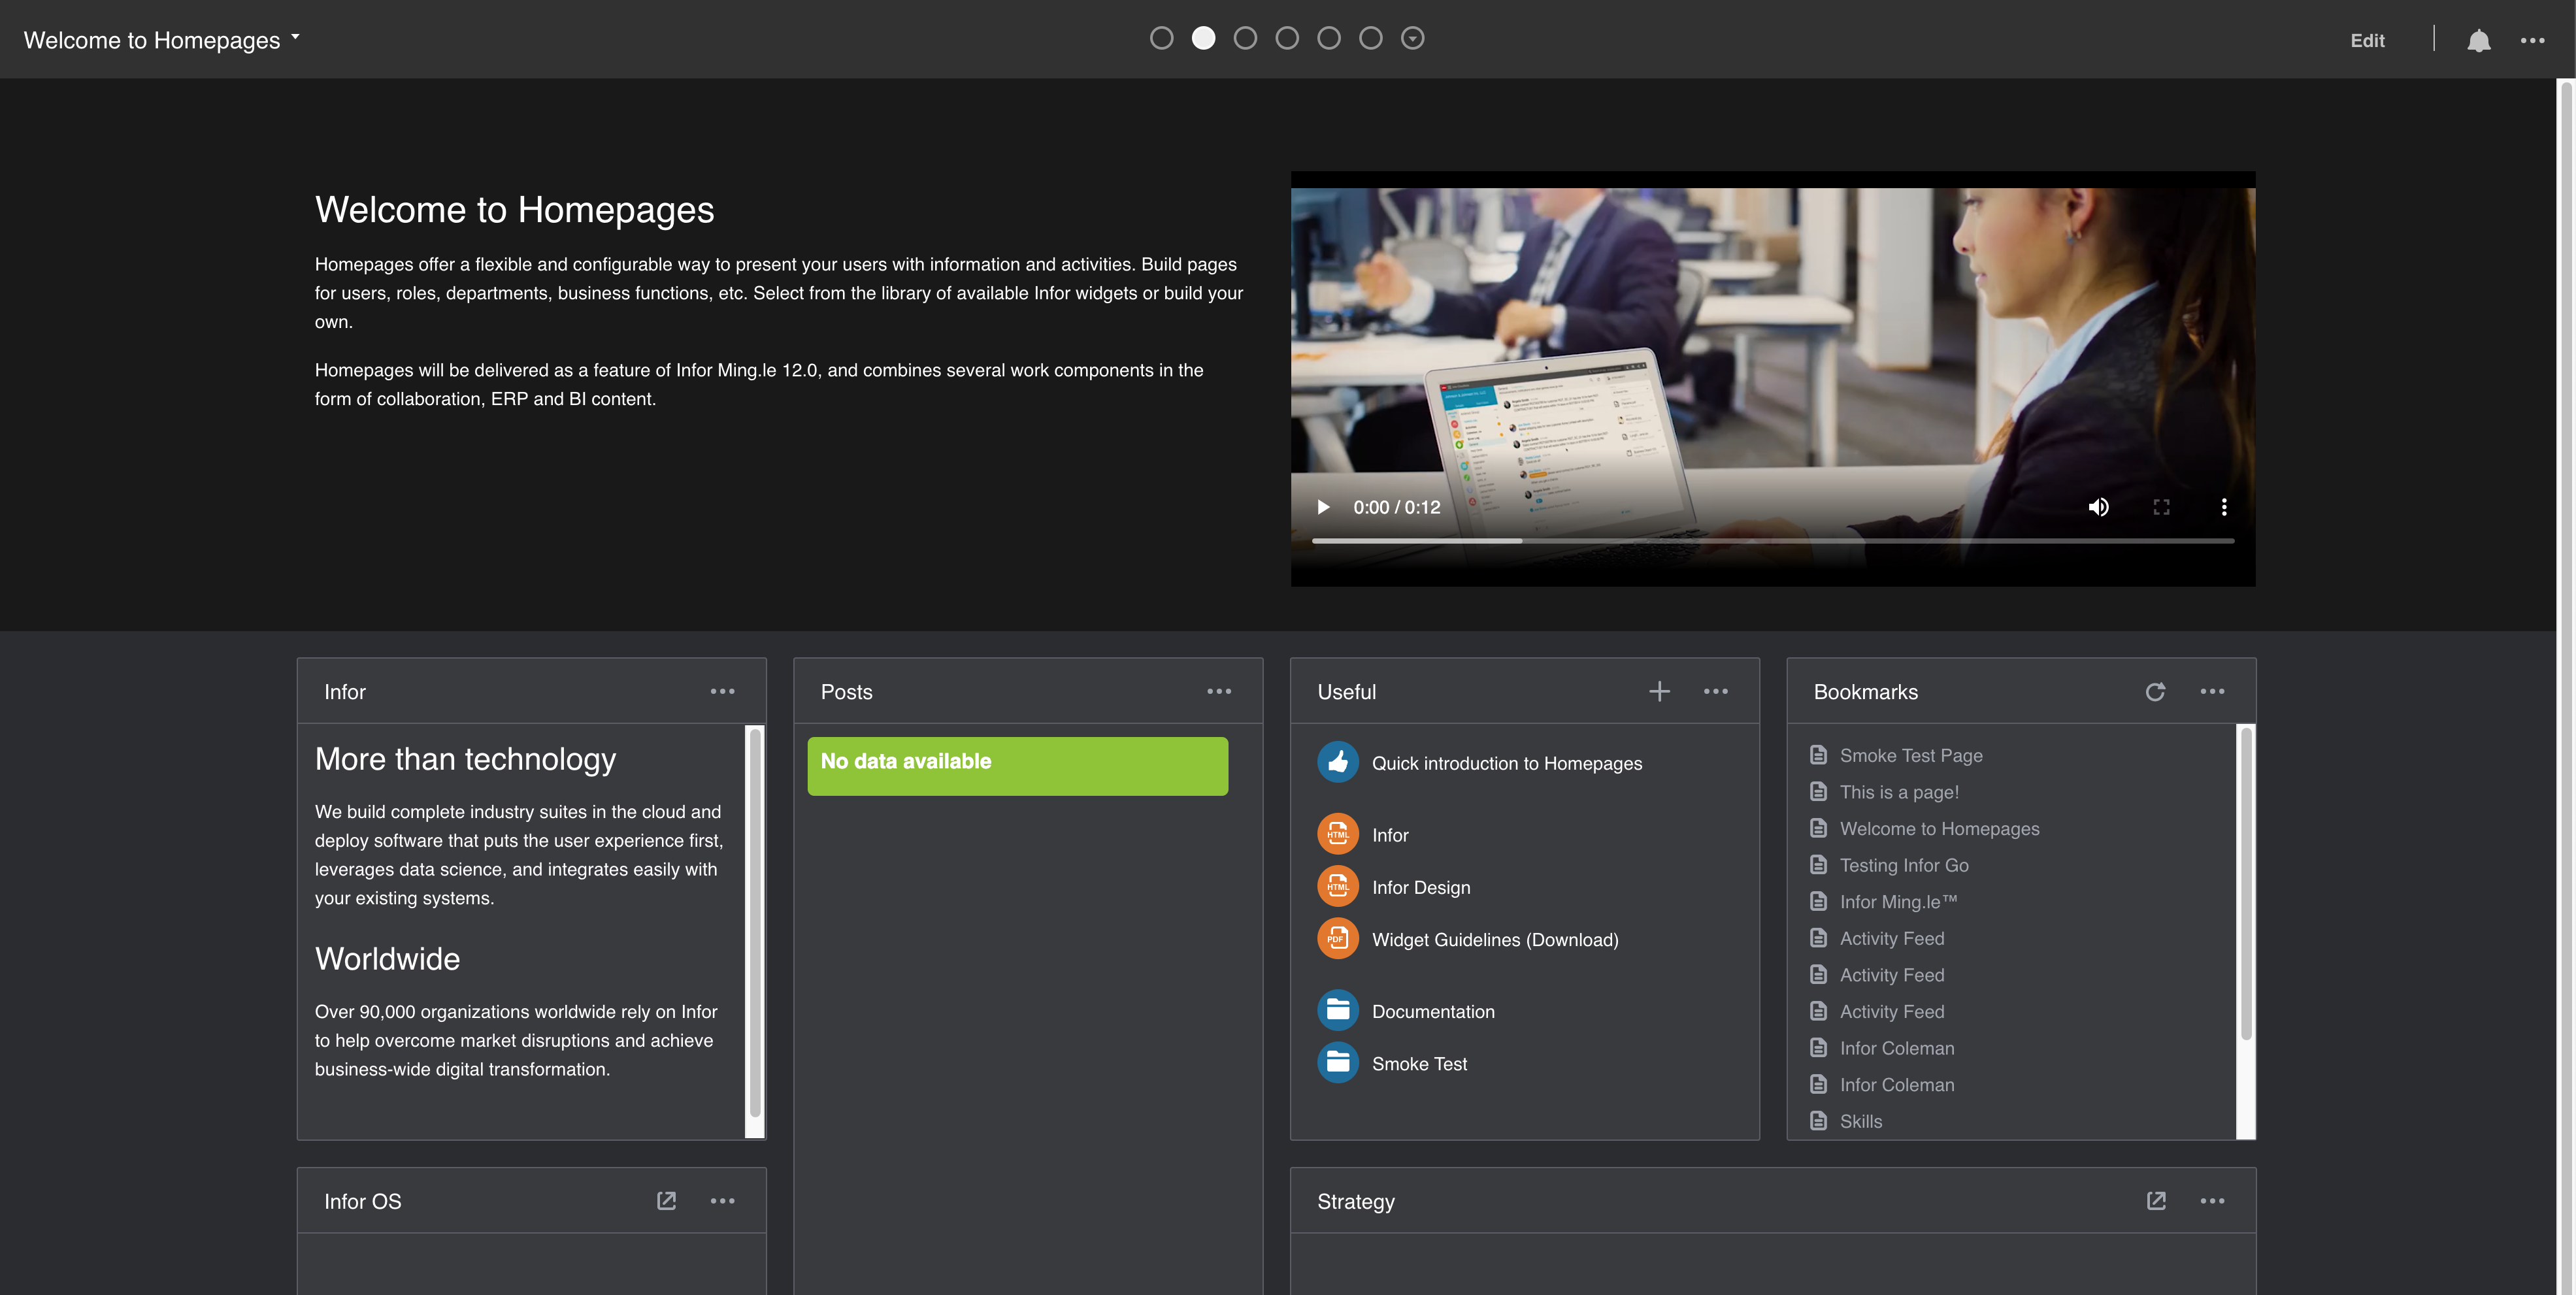 Welcome to Homepages
Edit
Welcome to Homepages
Homepages offer a flexible and configurable way to present your users with information and activities. Build pages
for users, roles, departments, business functions, etc. Select from the library of available Infor widgets or build your
own.
Homepages will be delivered as a feature of Infor Ming.le 12.0, and combines several work components in the
form of collaboration, ERP and BI content.
0:00 / 0:12
Infor
More than technology
We build complete industry suites in the cloud and
deploy software that puts the user experience first,
leverages data science, and integrates easily with
your existing systems.
Worldwide
Over 90,000 organizations worldwide rely on Infor
to help overcome market disruptions and achieve
business-wide digital transformation.
Posts
No data available
Useful
Quick introduction to Homepages
HTML
Infor
HTML
Infor Design
PDF
Widget Guidelines (Download)
Documentation
Smoke Test
Bookmarks
Smoke Test Page
This is a page!
Welcome to Homepages
Testing Infor Go
Infor Ming.le™
Activity Feed
Activity Feed
Activity Feed
Infor Coleman
Infor Coleman
Skills
Infor OS
Strategy